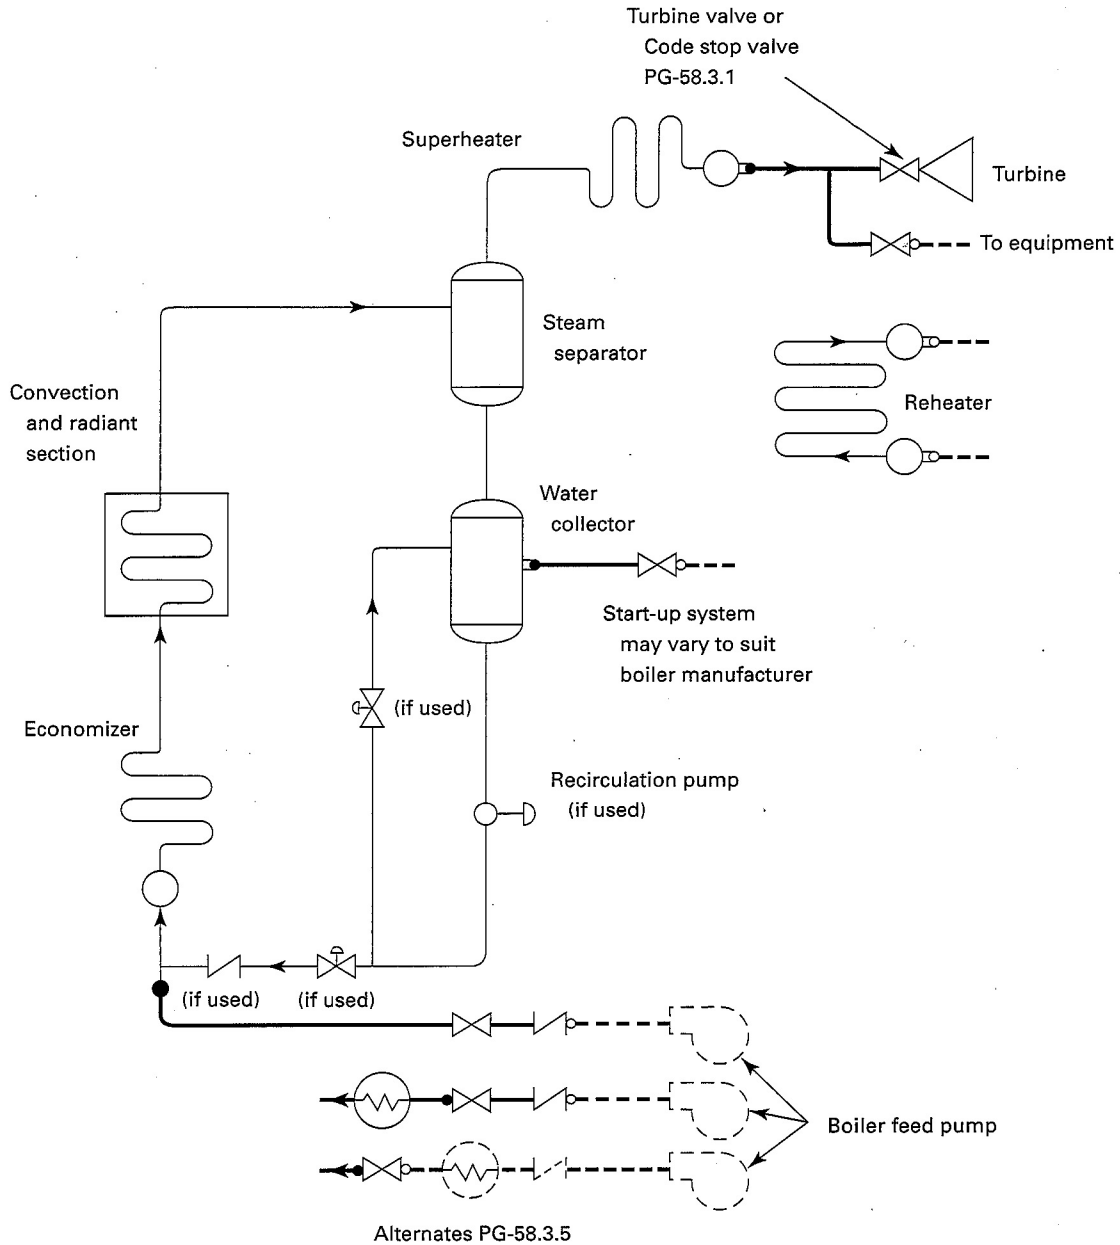 Turbine valve or
Code stop valve
PG-58.3.1
Superheater
Turbine
To equipment
Steam
separator
Convection
and radiant
section
Reheater
Water
collector
Start-up system
may vary to suit
boiler manufacturer
(if used)
Economizer
Recirculation pump
(if used)
(if used)
(if used)
Boiler feed pump
Alternates PG-58.3.5